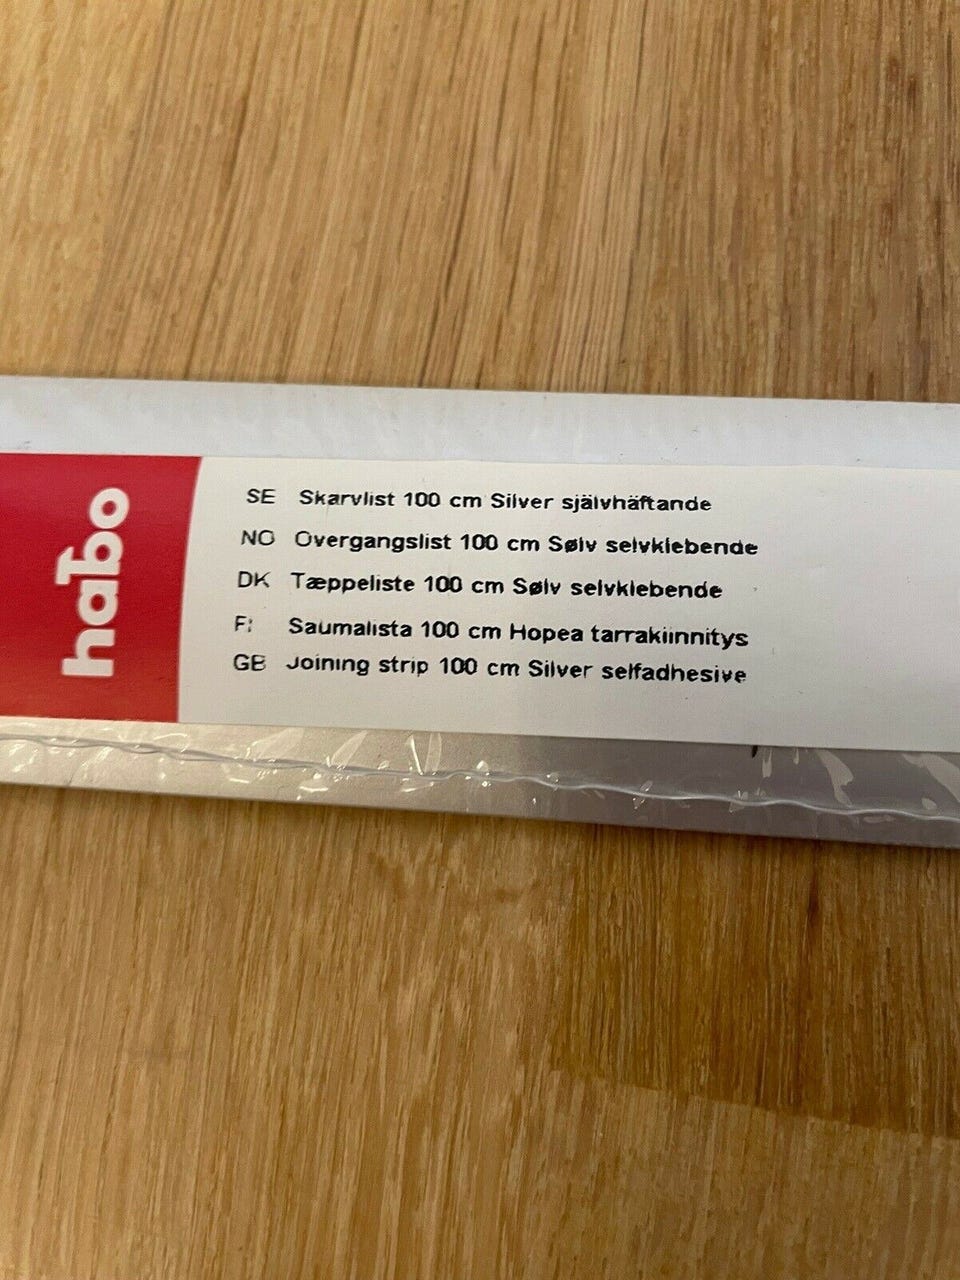 habo
SE Skarvlist 100 cm Silver självhäftande
NO Overgangslist 100 cm Sølv selvklebende
DK Tæppeliste 100 cm Sølv selvklebende
FI Saumalista 100 cm Hopea tarrakiinnitys
GB Joining strip 100 cm Silver selfadhesive